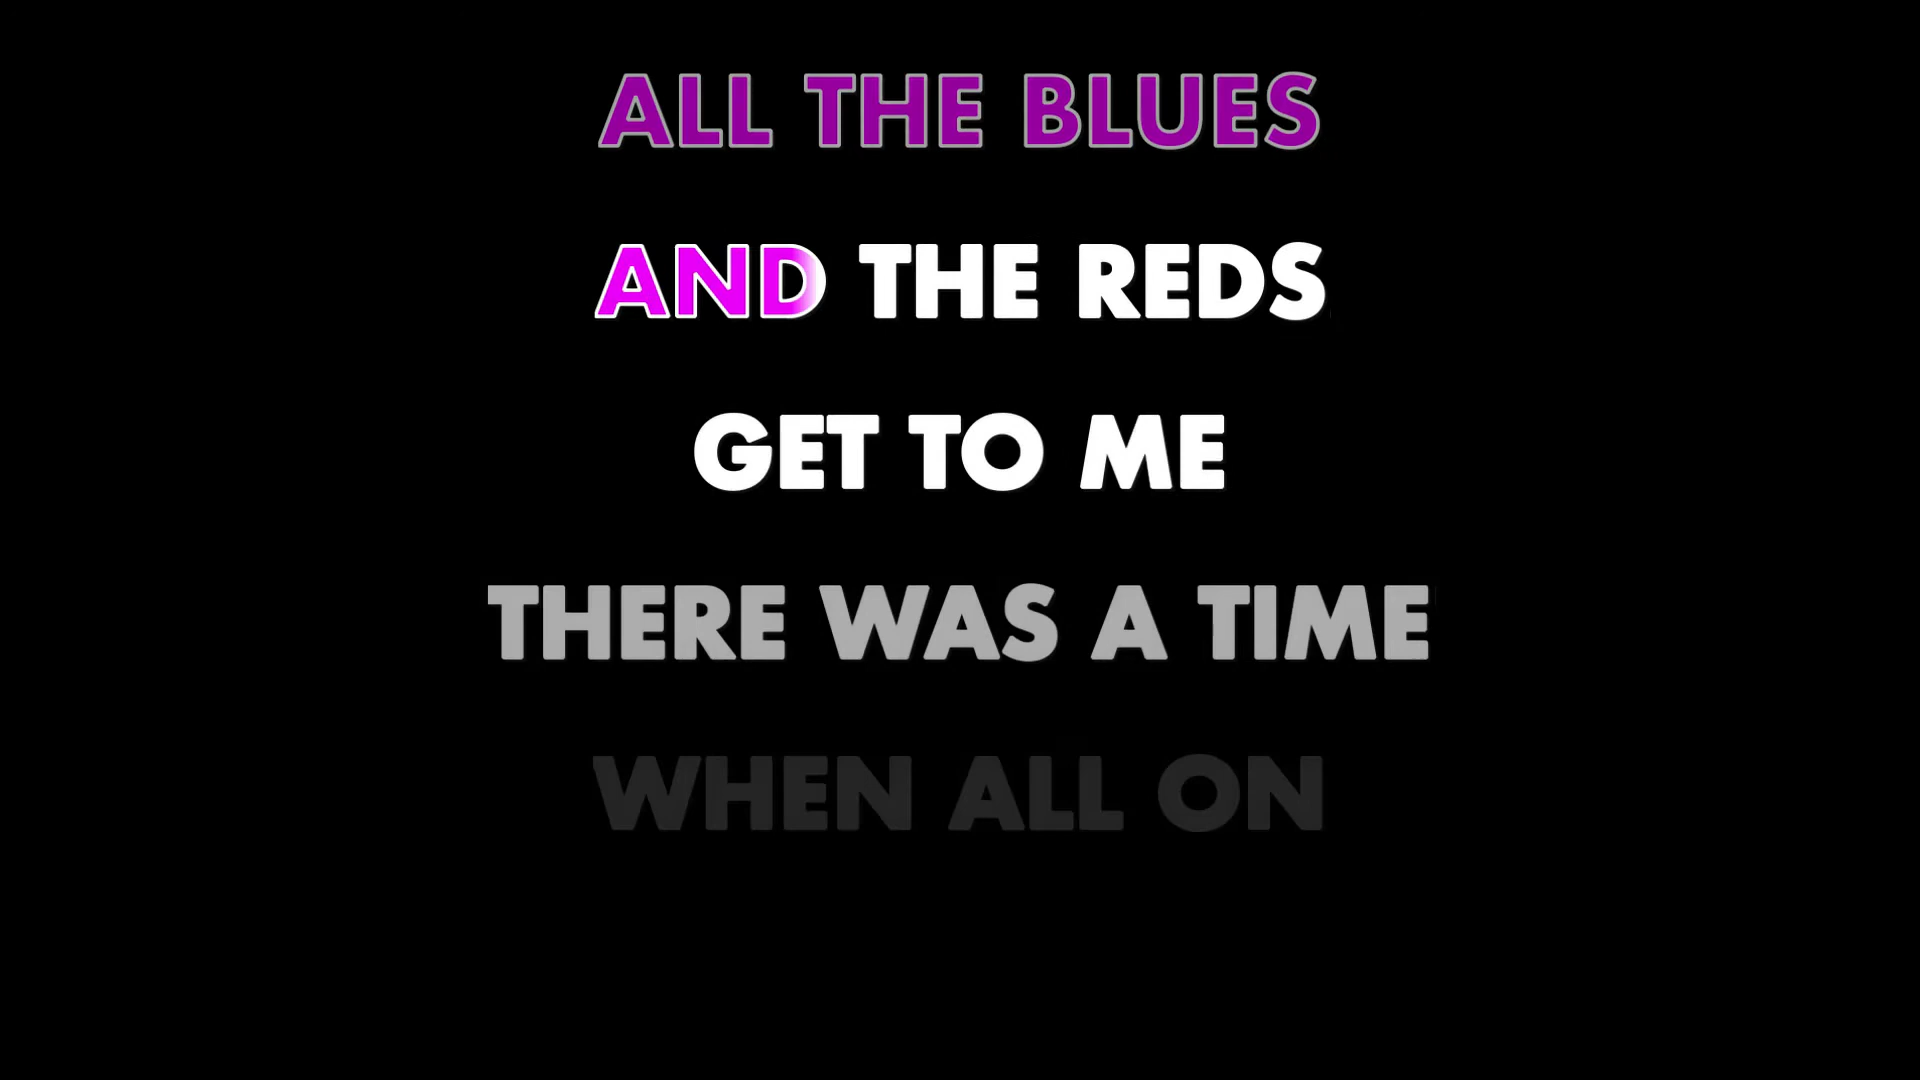 ALL THE BLUES
AND THE REDS
GET TO ME
THERE WAS A TIME
WHEN ALL ON